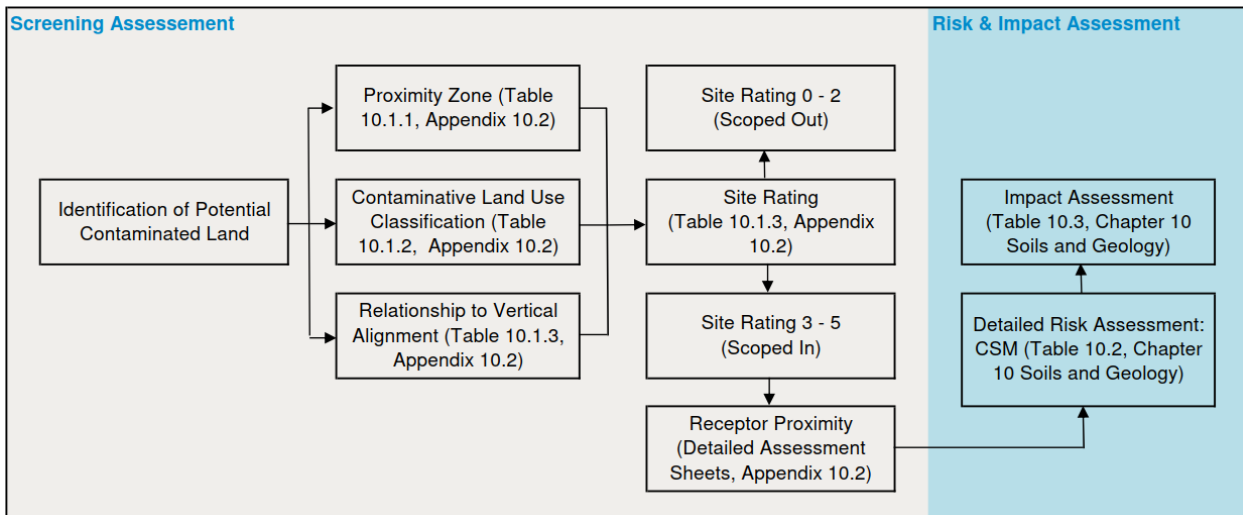 Screening Assessement
Risk & Impact Assessment
Identification of Potential
Contaminated Land
Proximity Zone (Table
10.1.1, Appendix 10.2)
Contaminative Land Use
Classification (Table
10.1.2,  Appendix 10.2)
Relationship to Vertical
Alignment (Table 10.1.3,
Appendix 10.2)
Site Rating 0 - 2
(Scoped Out)
Site Rating
(Table 10.1.3, Appendix
10.2)
Site Rating 3 - 5
(Scoped In)
Receptor Proximity
(Detailed Assessment
Sheets, Appendix 10.2)
Impact Assessment
(Table 10.3, Chapter 10
Soils and Geology)
Detailed Risk Assessment:
CSM (Table 10.2, Chapter
10 Soils and Geology)